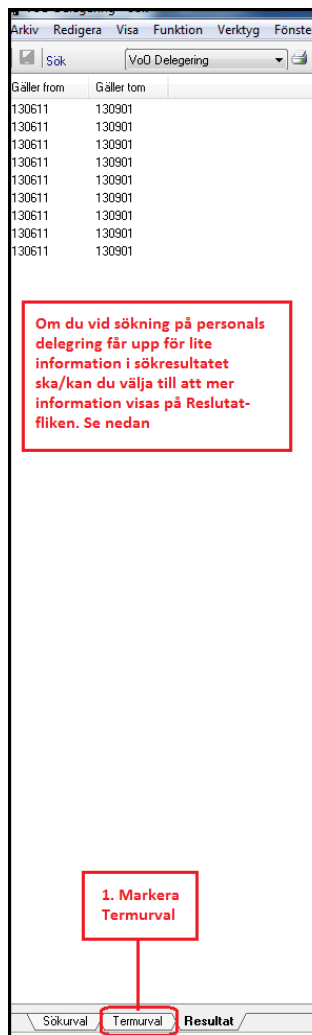 Arkiv Redigera Visa Funktion Verktyg Fönste
Sök VoO Delegering
Gäller from Gäller tom
130611 130901
130611 130901
130611 130901
130611 130901
130611 130901
130611 130901
130611 130901
130611 130901
130611 130901
Om du vid sökning på personals
delegring får upp för lite
information i sökresultatet
ska/kan du välja till att mer
information visas på Reslutat-
fliken. Se nedan
1. Markera
Termurval
Sökurval Termurval Resultat